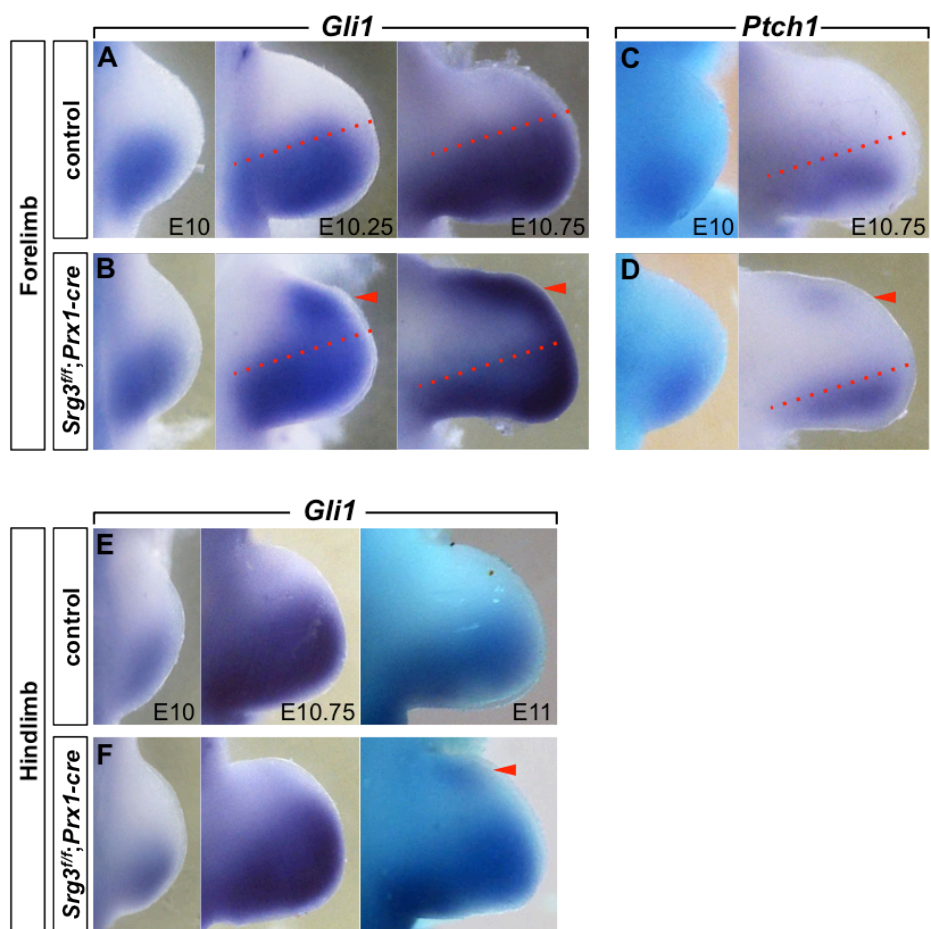 Gli1
Ptch1
Forelimb
control
A
E10
E10.25
E10.75
C
E10
E10.75
Srg3f/f;Prx1-cre
B
D
Gli1
Hindlimb
control
E
E10
E10.75
E11
Srg3f/f;Prx1-cre
F